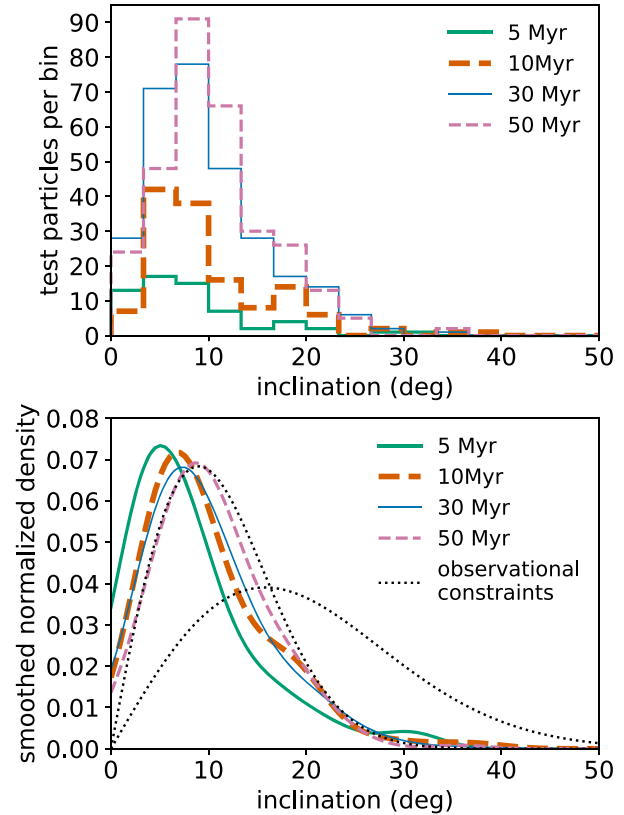 90
80
70
60
50
40
30
20
10
0
test particles per bin
5 Myr
10Myr
30 Myr
50 Myr
0 10 20 30 40 50
inclination (deg)
0.08
0.07
0.06
0.05
0.04
0.03
0.02
0.01
0.00
smoothed normalized density
5 Myr
10Myr
30 Myr
50 Myr
observational
constraints
0 10 20 30 40 50
inclination (deg)